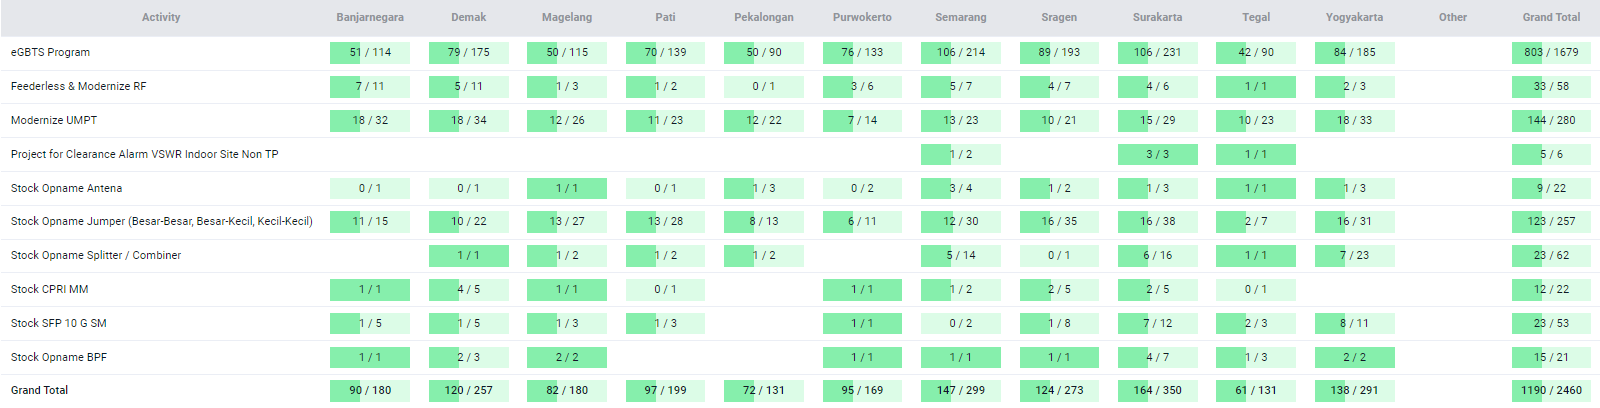 Activity Banjarnegara Demak Magelang Pati Pekalongan Purwokerto Semarang Sragen Surakarta Tegal Yogyakarta Other Grand Total
eGBTS Program 51 / 114 79 / 175 50 / 115 70 / 139 50 / 90 76 / 133 106 / 214 89 / 193 106 / 231 42 / 90 84 / 185 803 / 1679
Feederless & Modernize RF 7 / 11 5 / 11 1 / 3 1 / 2 0 / 1 3 / 6 5 / 7 4 / 7 4 / 6 1 / 1 2 / 3 33 / 58
Modernize UMPT 18 / 32 18 / 34 12 / 26 11 / 23 12 / 22 7 / 14 13 / 23 10 / 21 15 / 29 10 / 23 18 / 33 144 / 280
Project for Clearance Alarm VSWR Indoor Site Non TP 1 / 2 3 / 3 1 / 1 5 / 6
Stock Opname Antena 0 / 1 0 / 1 1 / 1 0 / 1 1 / 3 0 / 2 3 / 4 1 / 2 1 / 3 1 / 1 1 / 3 9 / 22
Stock Opname Jumper (Besar-Besar, Besar-Kecil, Kecil-Kecil) 11 / 15 10 / 22 13 / 27 13 / 28 8 / 13 6 / 11 12 / 30 16 / 35 16 / 38 2 / 7 16 / 31 123 / 257
Stock Opname Splitter / Combiner 1 / 1 1 / 2 1 / 2 1 / 2 5 / 14 0 / 1 6 / 16 1 / 1 7 / 23 23 / 62
Stock CPRI MM 1 / 1 4 / 5 1 / 1 0 / 1 1 / 1 1 / 2 2 / 5 2 / 5 0 / 1 12 / 22
Stock SFP 10 G SM 1 / 5 1 / 5 1 / 3 1 / 3 1 / 1 0 / 2 1 / 8 7 / 12 2 / 3 8 / 11 23 / 53
Stock Opname BPF 1 / 1 2 / 3 2 / 2 1 / 1 1 / 1 1 / 1 4 / 7 1 / 3 2 / 2 15 / 21
Grand Total 90 / 180 120 / 257 82 / 180 97 / 199 72 / 131 95 / 169 147 / 299 124 / 273 164 / 350 61 / 131 138 / 291 1190 / 2460